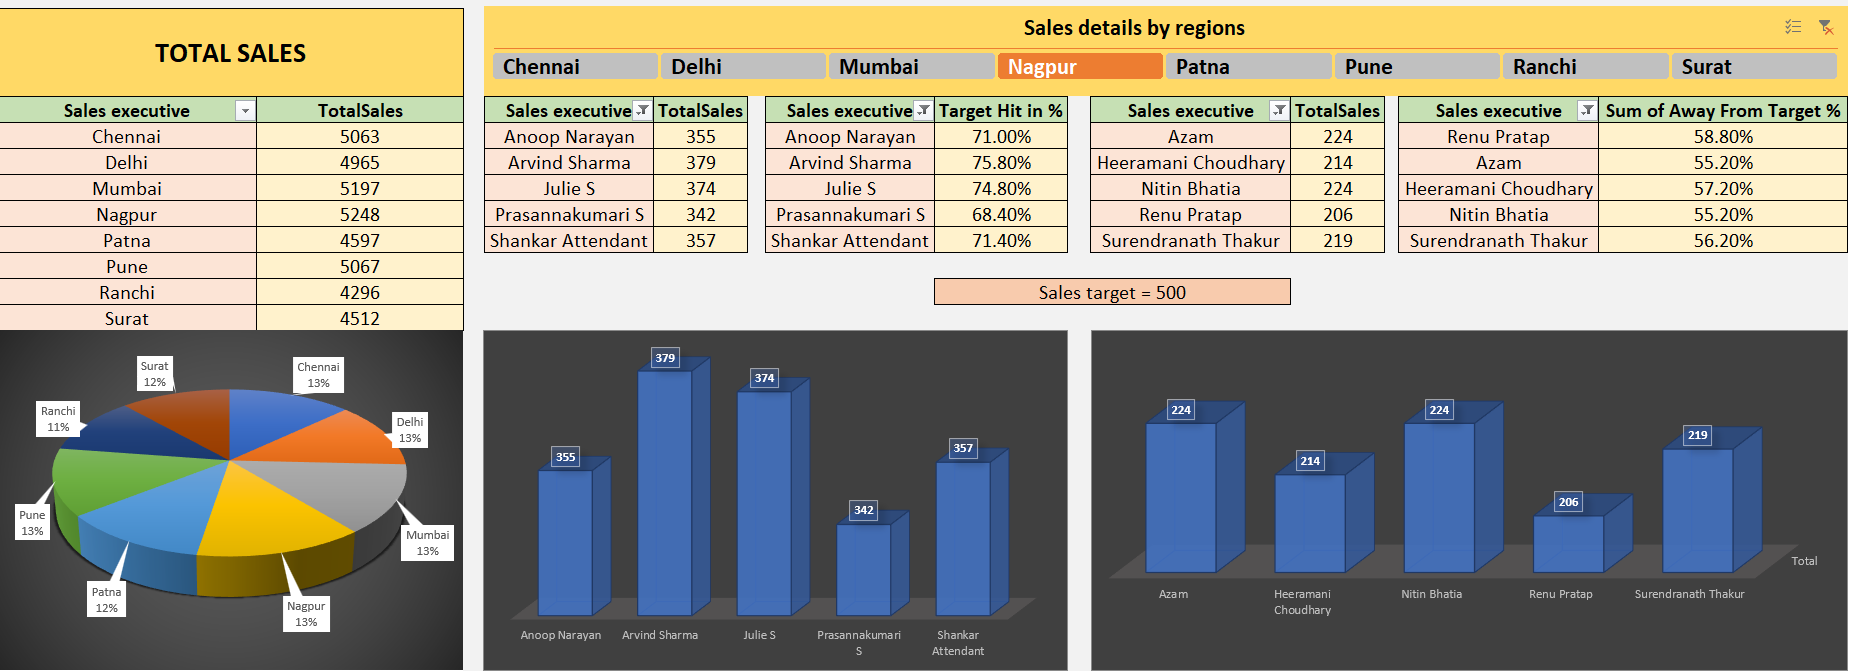 TOTAL SALES
Sales executive TotalSales
Chennai 5063
Delhi 4965
Mumbai 5197
Nagpur 5248
Patna 4597
Pune 5067
Ranchi 4296
Surat 4512
Sales details by regions
Chennai Delhi Mumbai Nagpur Patna Pune Ranchi Surat
Sales executive TotalSales
Anoop Narayan 355
Arvind Sharma 379
Julie S 374
Prasannakumari S 342
Shankar Attendant 357
Sales executive Target Hit in %
Anoop Narayan 71.00%
Arvind Sharma 75.80%
Julie S 74.80%
Prasannakumari S 68.40%
Shankar Attendant 71.40%
Sales executive TotalSales
Azam 224
Heeramani Choudhary 214
Nitin Bhatia 224
Renu Pratap 206
Surendranath Thakur 219
Sales executive Sum of Away From Target %
Renu Pratap 58.80%
Azam 55.20%
Heeramani Choudhary 57.20%
Nitin Bhatia 55.20%
Surendranath Thakur 56.20%
Sales target = 500
Surat
12%
Chennai
13%
Ranchi
11%
Delhi
13%
Pune
13%
Mumbai
13%
Patna
12%
Nagpur
13%
355
379
374
342
357
Anoop Narayan
Arvind Sharma
Julie S
Prasannakumari
S
Shankar
Attendant
224
214
224
206
219
Total
Azam
Heeramani
Choudhary
Nitin Bhatia
Renu Pratap
Surendranath Thakur